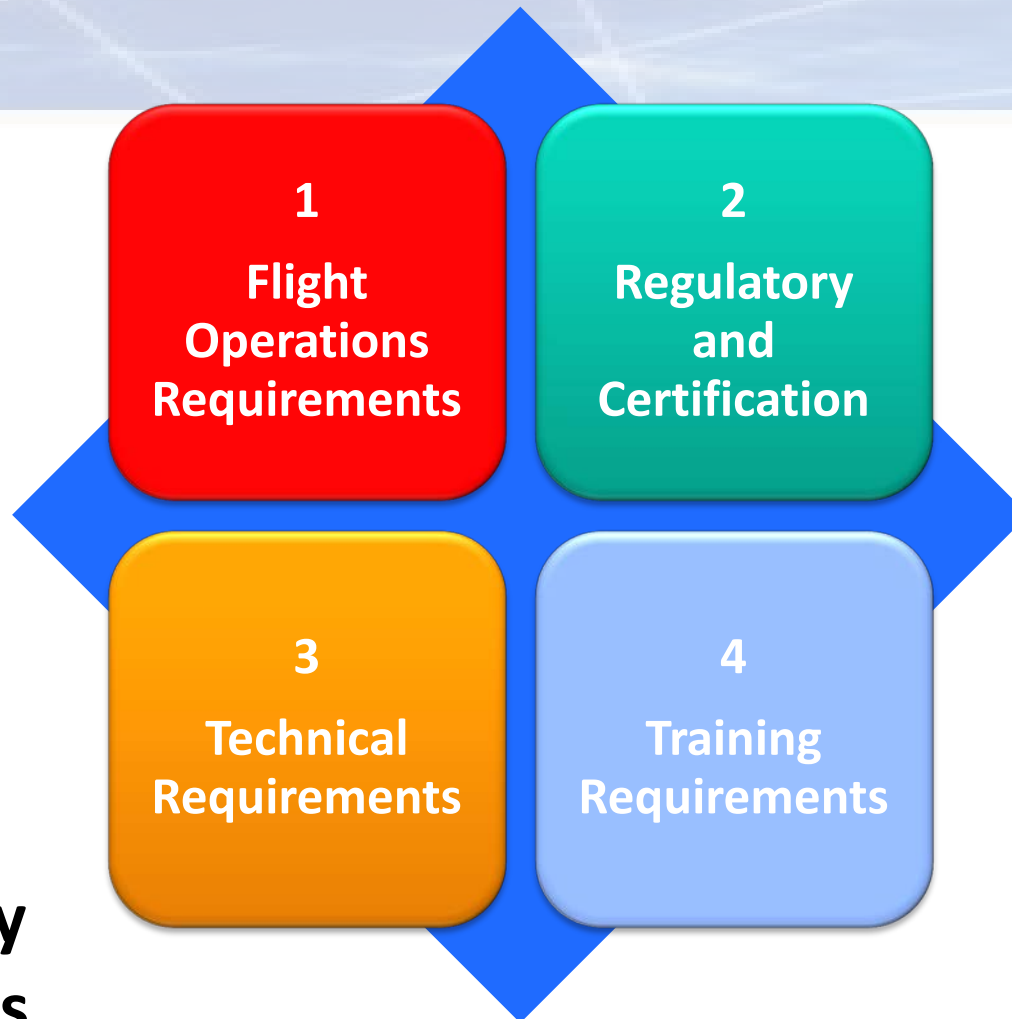 1
Flight
Operations
Requirements
2
Regulatory
and
Certification
3
Technical
Requirements
4
Training
Requirements
y
s